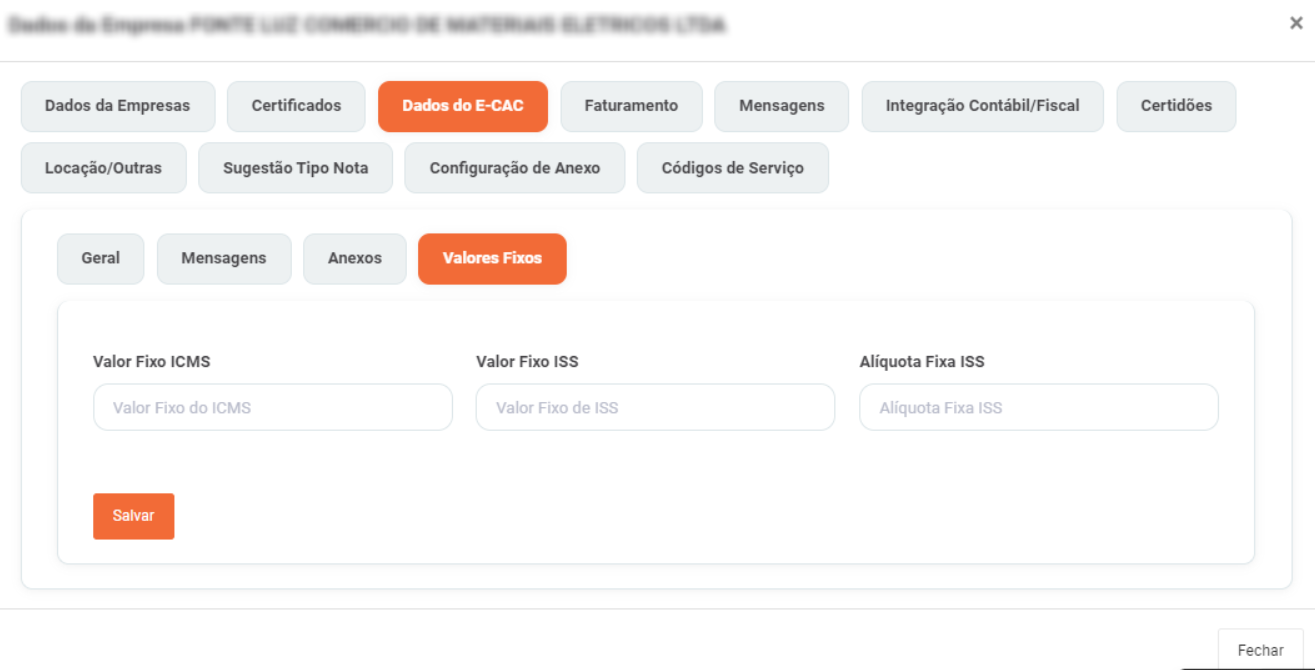 Dados da Empresa FONTE LUZ COMERCIO DE MATERIAIS ELETRICOS LTDA
×
Dados da Empresas Certificados Dados do E-CAC Faturamento Mensagens Integração Contábil/Fiscal Certidões
Locação/Outras Sugestão Tipo Nota Configuração de Anexo Códigos de Serviço
Geral Mensagens Anexos Valores Fixos
Valor Fixo ICMS Valor Fixo ISS Alíquota Fixa ISS
Valor Fixo do ICMS Valor Fixo de ISS Alíquota Fixa ISS
Salvar
Fechar